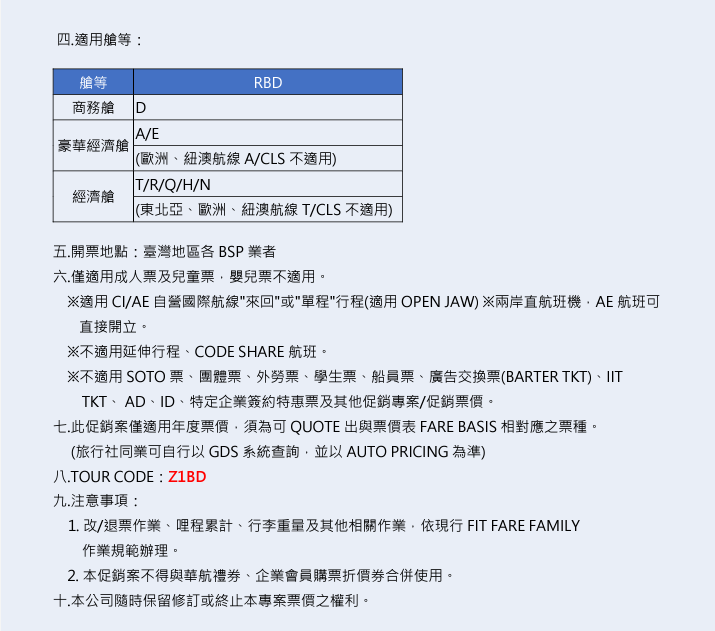 四.適用艙等：
艙等 RBD
商務艙 D
豪華經濟艙 A/E
(歐洲、紐澳航線 A/CLS 不適用)
經濟艙 T/R/Q/H/N
(東北亞、歐洲、紐澳航線 T/CLS 不適用)
五.開票地點：臺灣地區各 BSP 業者
六.僅適用成人票及兒童票，嬰兒票不適用。
※適用 CI/AE 自營國際航線"來回"或"單程"行程(適用 OPEN JAW) ※兩岸直航班機，AE 航班可
直接開立。
※不適用延伸行程、CODE SHARE 航班。
※不適用 SOTO 票、團體票、外勞票、學生票、船員票、廣告交換票(BARTER TKT)、IIT
TKT、 AD、ID、特定企業簽約特惠票及其他促銷專案/促銷票價。
七.此促銷案僅適用年度票價，須為可 QUOTE 出與票價表 FARE BASIS 相對應之票種。
(旅行社同業可自行以 GDS 系統查詢，並以 AUTO PRICING 為準)
八.TOUR CODE：Z1BD
九.注意事項：
1. 改/退票作業、哩程累計、行李重量及其他相關作業，依現行 FIT FARE FAMILY
作業規範辦理。
2. 本促銷案不得與華航禮券、企業會員購票折價券合併使用。
十.本公司隨時保留修訂或終止本專案票價之權利。